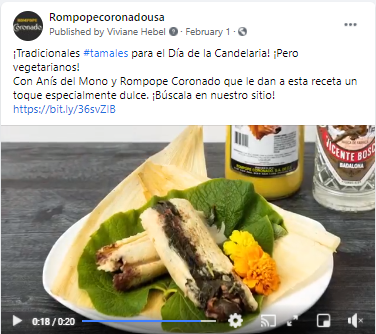 Rompopecoronadousa
Published by Viviane Hebel · February 1 ·
¡Tradicionales #tamales para el Día de la Candelaria! ¡Pero
vegetarianos!
Con Anís del Mono y Rompope Coronado que le dan a esta receta un
toque especialmente dulce. ¡Búscala en nuestro sitio!
https://bit.ly/36svZlB
Coronado
VICENTE BOSCH
BADALONA
0:18 / 0:20